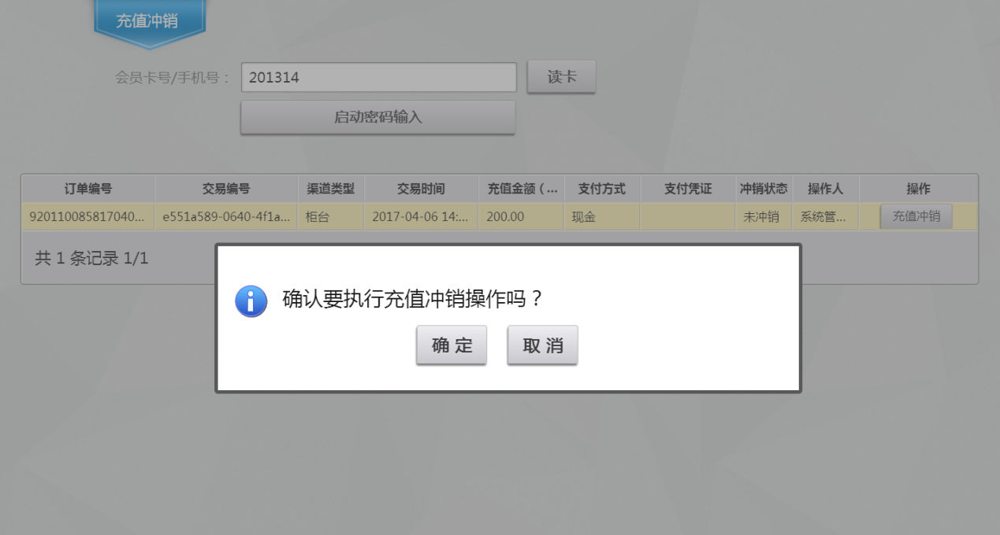 充值冲销
会员卡号/手机号： 201314 读卡
启动密码输入
订单编号 交易编号 渠道类型 交易时间 充值金额（... 支付方式 支付凭证 冲销状态 操作人 操作
920110085817040... e551a589-0640-4f1a... 柜台 2017-04-06 14:... 200.00 现金 未冲销 系统管... 充值冲销
共 1 条记录 1/1
确认要执行充值冲销操作吗？
确 定 取 消